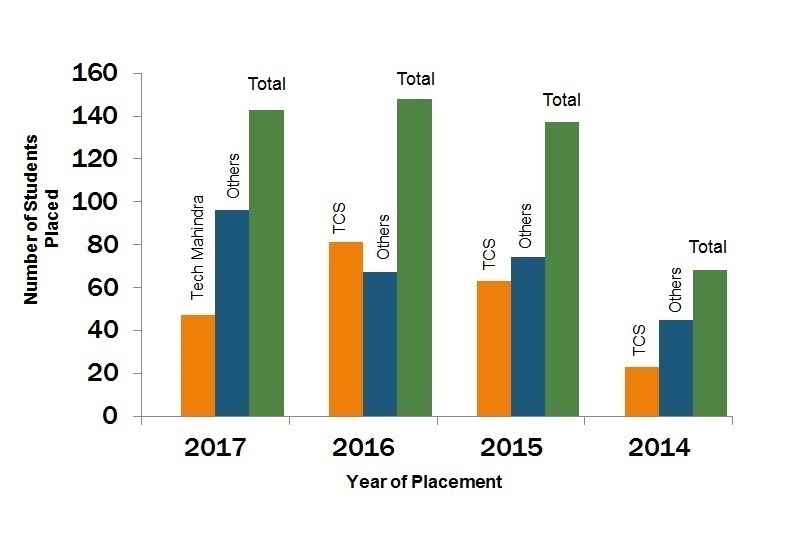 160
140
120
100
80
60
40
20
0
Number of Students
Placed
Tech Mahindra
Others
Total
TCS
Others
Total
TCS
Others
Total
TCS
Others
Total
2017
2016
2015
2014
Year of Placement